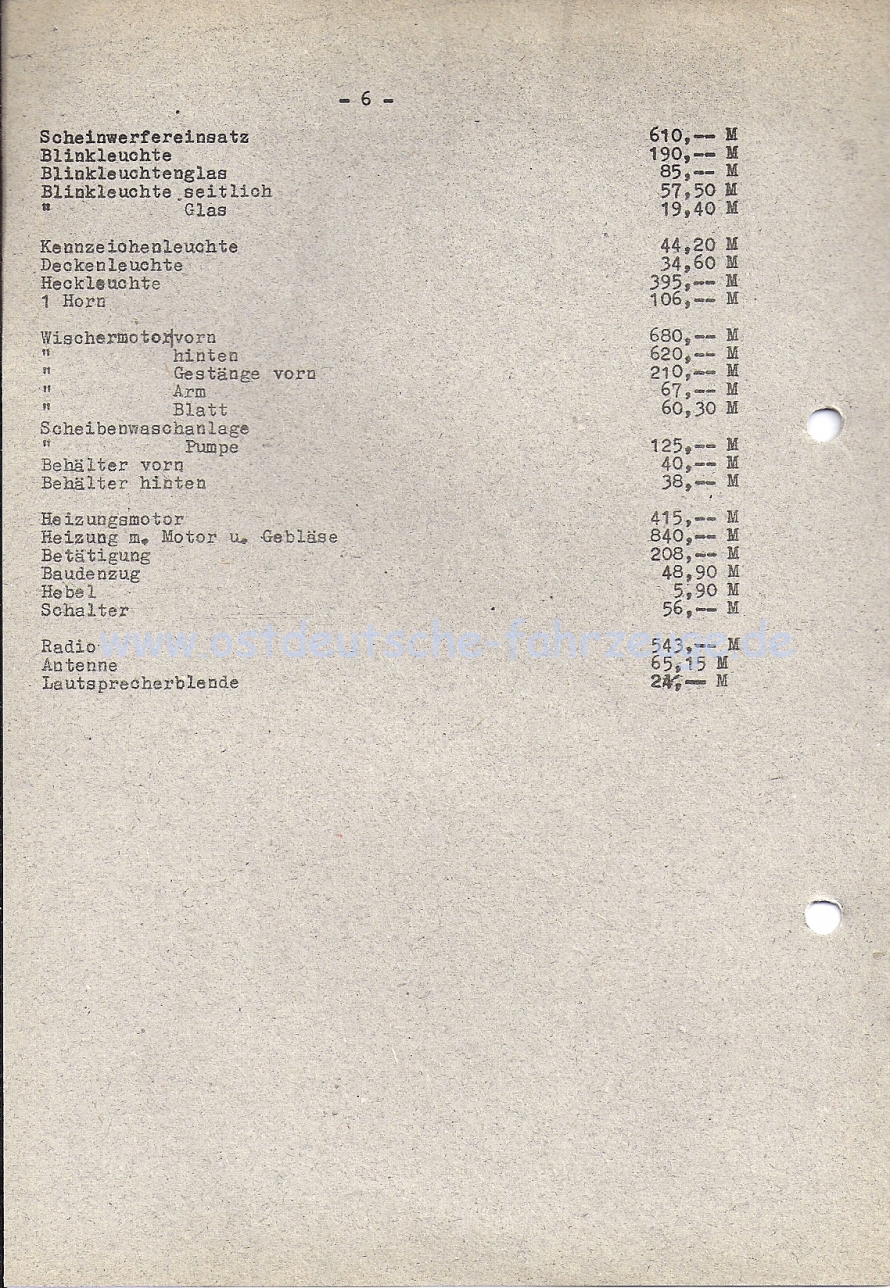 - 6 -
Scheinwerfereinsatz 610,-- M
Blinkleuchte 190,-- M
Blinkleuchtenglas 85,-- M
Blinkleuchte seitlich 57,50 M
" Glas 19,40 M
Kennzeichenleuchte 44,20 M
Deckenleuchte 34,60 M
Heckleuchte 395,-- M
1 Horn 106,-- M
Wischermotor vorn 680,-- M
" hinten 620,-- M
" Gestänge vorn 210,-- M
" Arm 67,-- M
" Blatt 60,30 M
Scheibenwaschanlage
" Pumpe 125,-- M
Behälter vorn 40,-- M
Behälter hinten 38,-- M
Heizungsmotor 415,-- M
Heizung m. Motor u. Gebläse 840,-- M
Betätigung 208,-- M
Baudenzug 48,90 M
Hebel 5,90 M
Schalter 56,-- M
Radio 543,-- M
www.ostdeutsche-fahrzeuge.de
Antenne 65,15 M
Lautsprecherblende 24,-- M